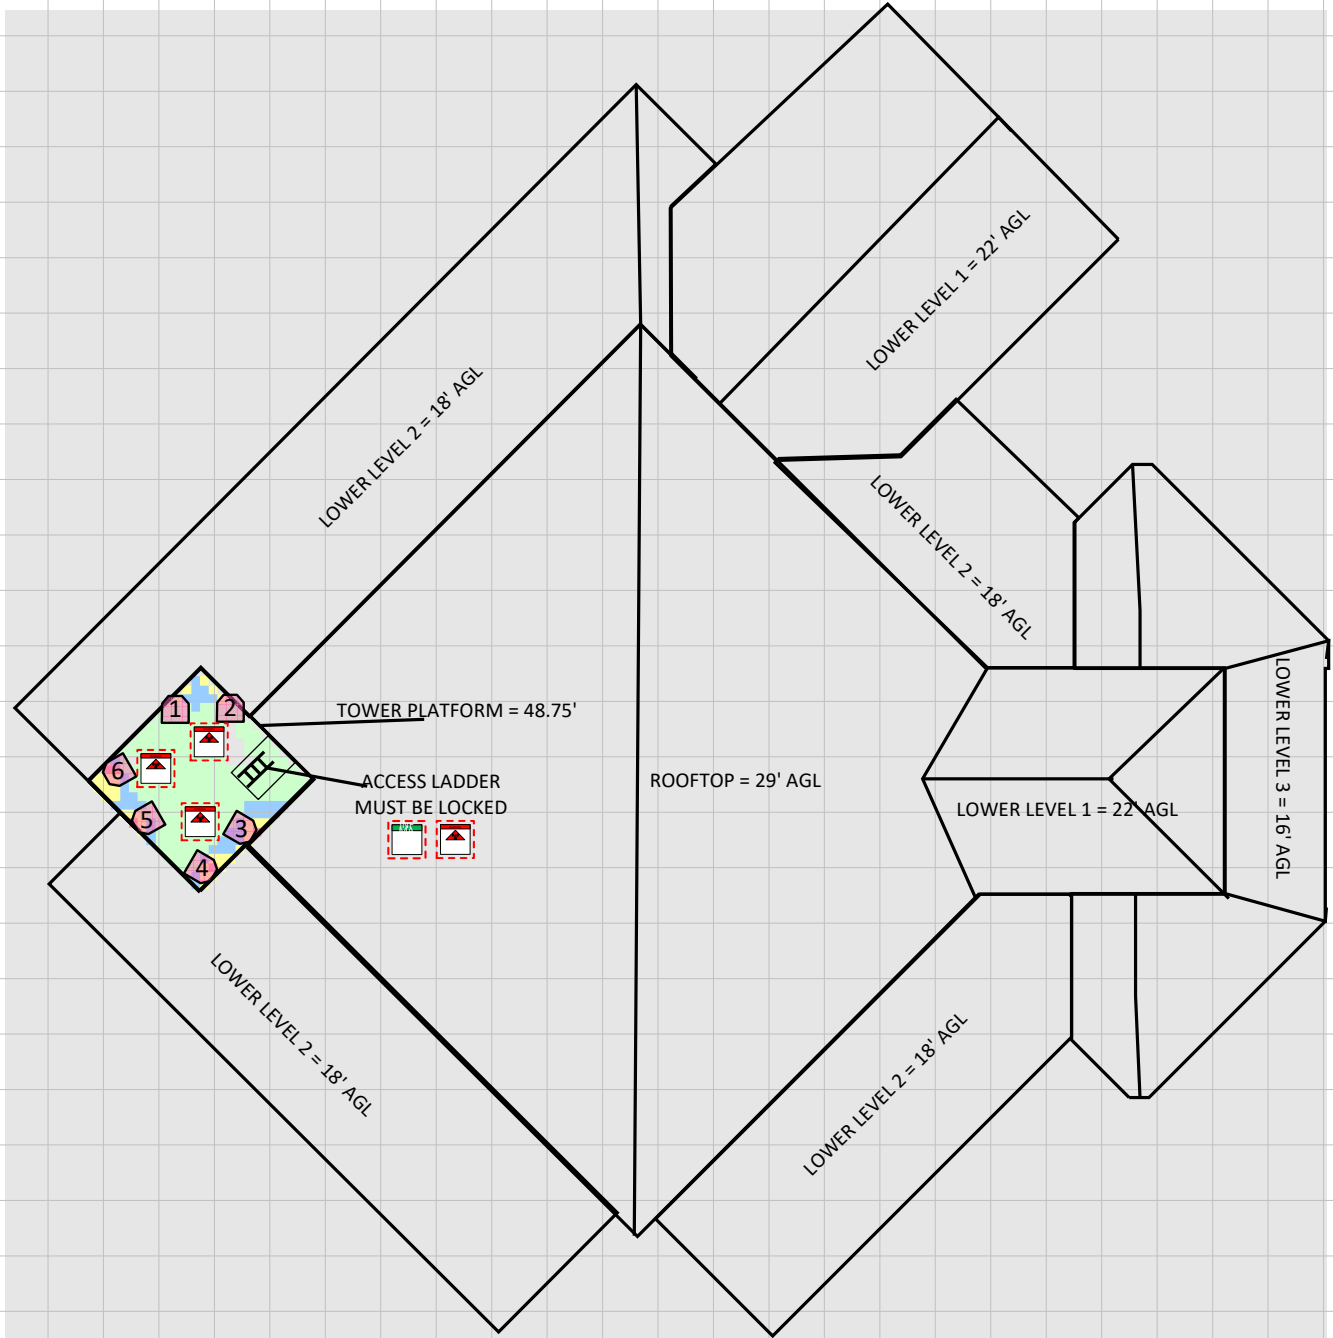 LOWER LEVEL 1 = 22' AGL
LOWER LEVEL 2 = 18' AGL
LOWER LEVEL 2 = 18' AGL
1
2
TOWER PLATFORM = 48.75'
6
ACCESS LADDER
MUST BE LOCKED
ROOFTOP = 29' AGL
LOWER LEVEL 1 = 22' AGL
LOWER LEVEL 3 = 16' AGL
5
3
4
LOWER LEVEL 2 = 18' AGL
LOWER LEVEL 2 = 18' AGL